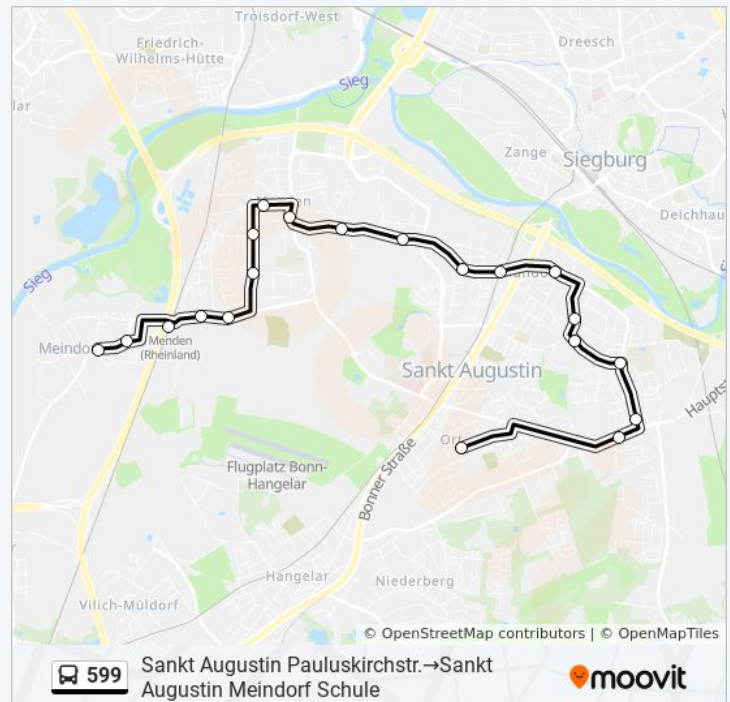 Troisdorf-West
Friedrich-
Wilhelms-Hütte
Dreesch
lar
Sieg
Zange
Siegburg
Deichhau
Sieg
Meindo
Menden
(Rheinland)
Sankt Augustin
Hauptst
Ort
Flugplatz Bonn-
Hangelar
Bonner Straße
Hangelar
Niederberg
Vilich-Müldorf
© OpenStreetMap contributors | © OpenMapTiles
599 Sankt Augustin Pauluskirchstr.→Sankt
Augustin Meindorf Schule
moovit